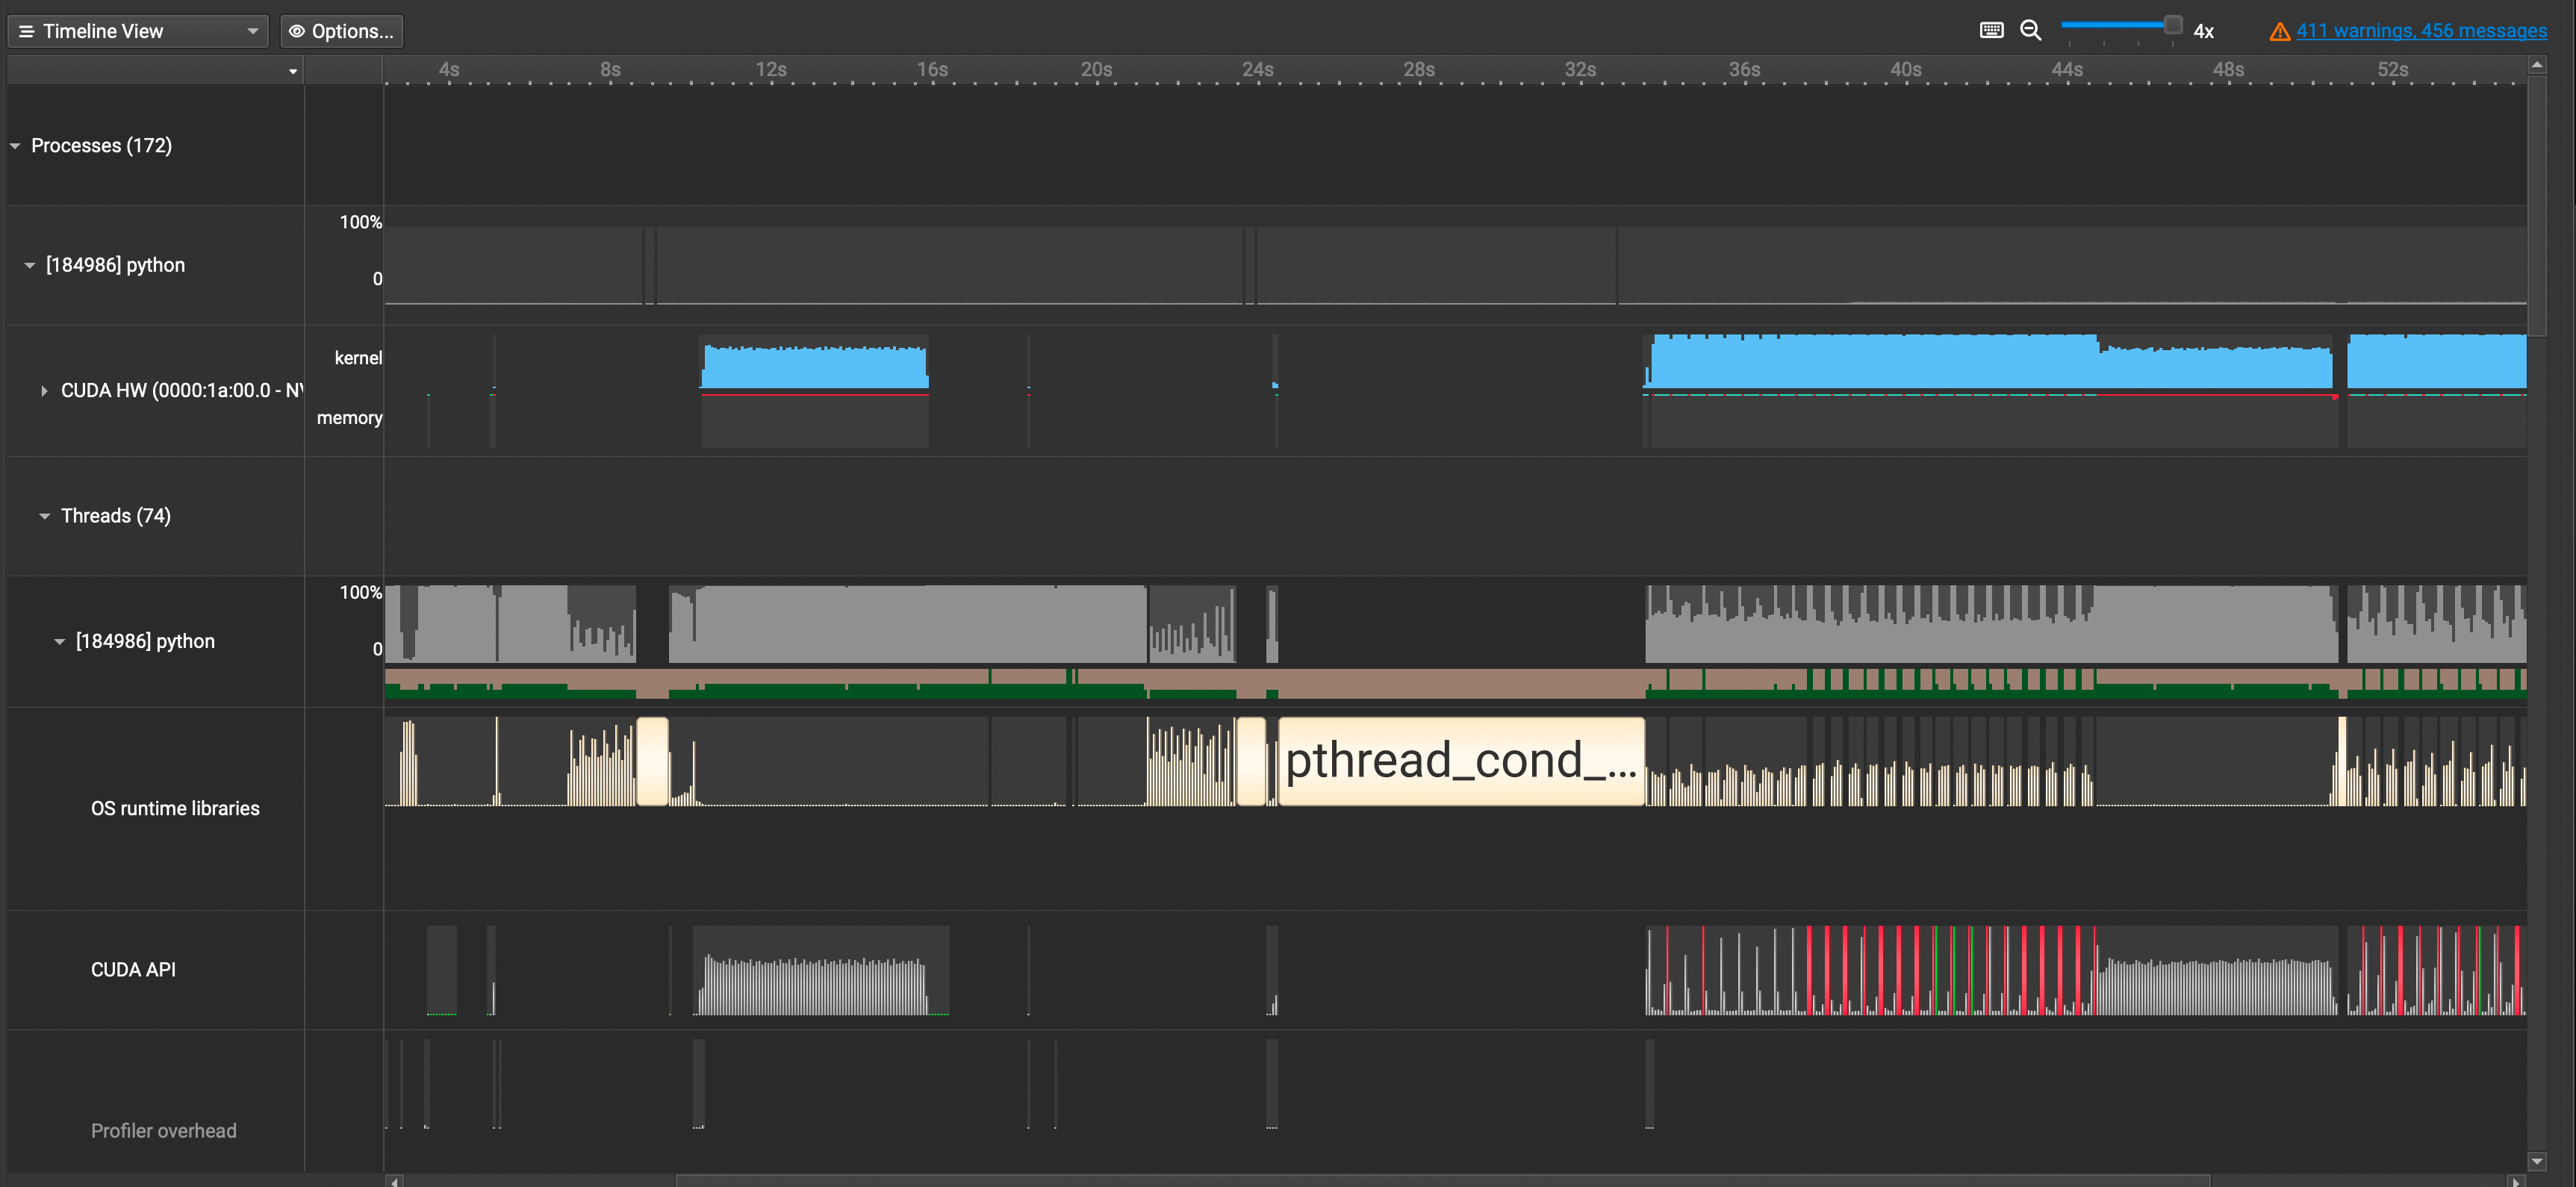 Timeline View
Options...
4x
411 warnings, 456 messages
4s 8s 12s 16s 20s 24s 28s 32s 36s 40s 44s 48s 52s
Processes (172)
100%
[184986] python
0
kernel
CUDA HW (0000:1a:00.0 - NV
memory
Threads (74)
100%
[184986] python
0
pthread_cond_...
OS runtime libraries
CUDA API
Profiler overhead